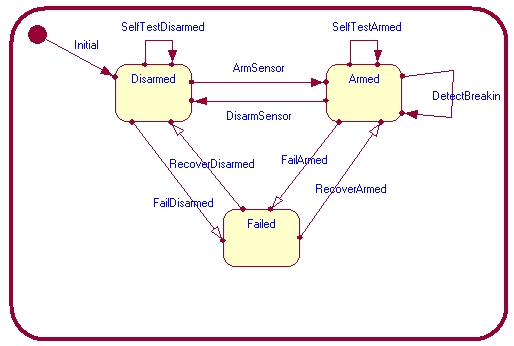 SelfTestDisarmed
SelfTestArmed
Initial
Disarmed
ArmSensor
Armed
DetectBreakin
DisarmSensor
RecoverDisarmed
FailArmed
RecoverArmed
FailDisarmed
Failed